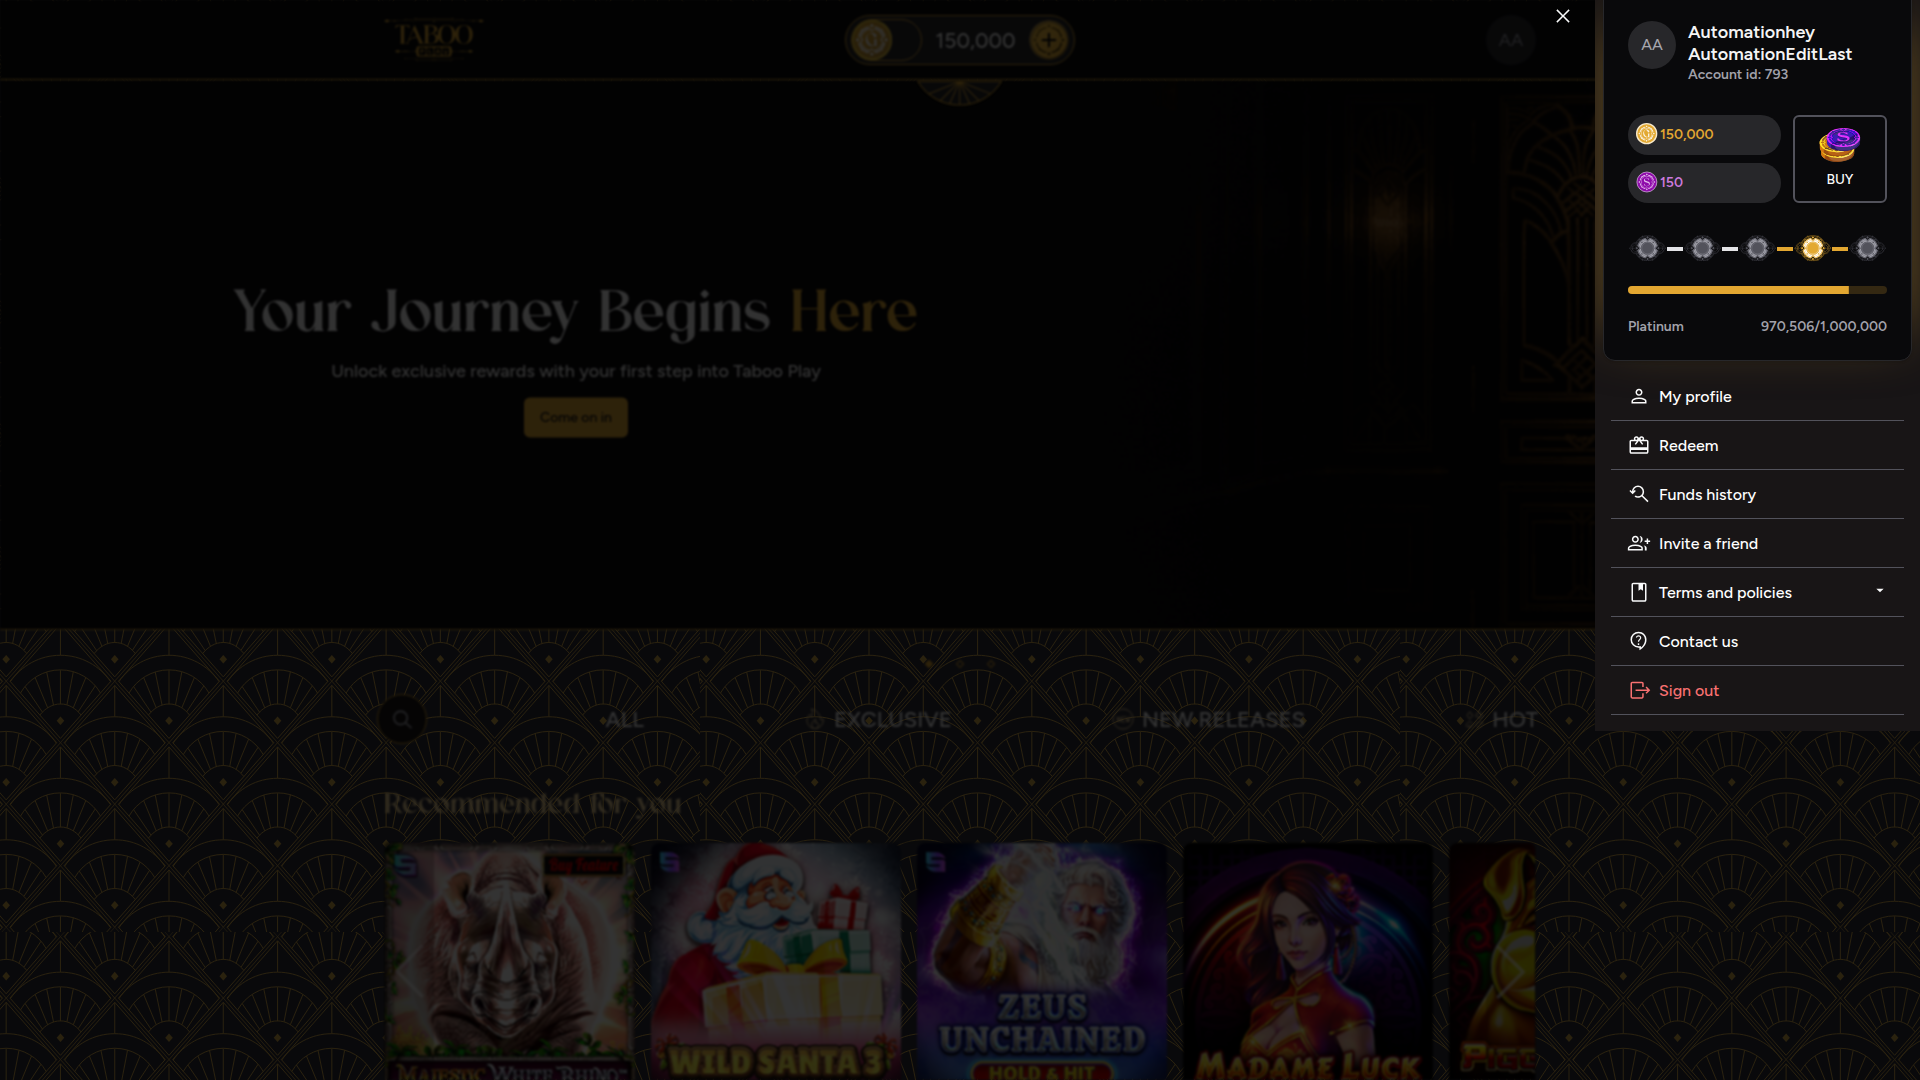 TABOO
150,000
AA
Your Journey Begins Here
Unlock exclusive rewards with your first step into Taboo Play
Come on in
ALL
EXCLUSIVE
NEW RELEASES
HOT
Recommended for you
Buy Feature
MAJESTIC WHITE RHINO
WILD SANTA 3
ZEUS
UNCHAINED
HOLD & HIT
MADAME LUCK
AA
Automationhey
AutomationEditLast
Account id: 793
150,000
150
BUY
Platinum
970,506/1,000,000
My profile
Redeem
Funds history
Invite a friend
Terms and policies
Contact us
Sign out